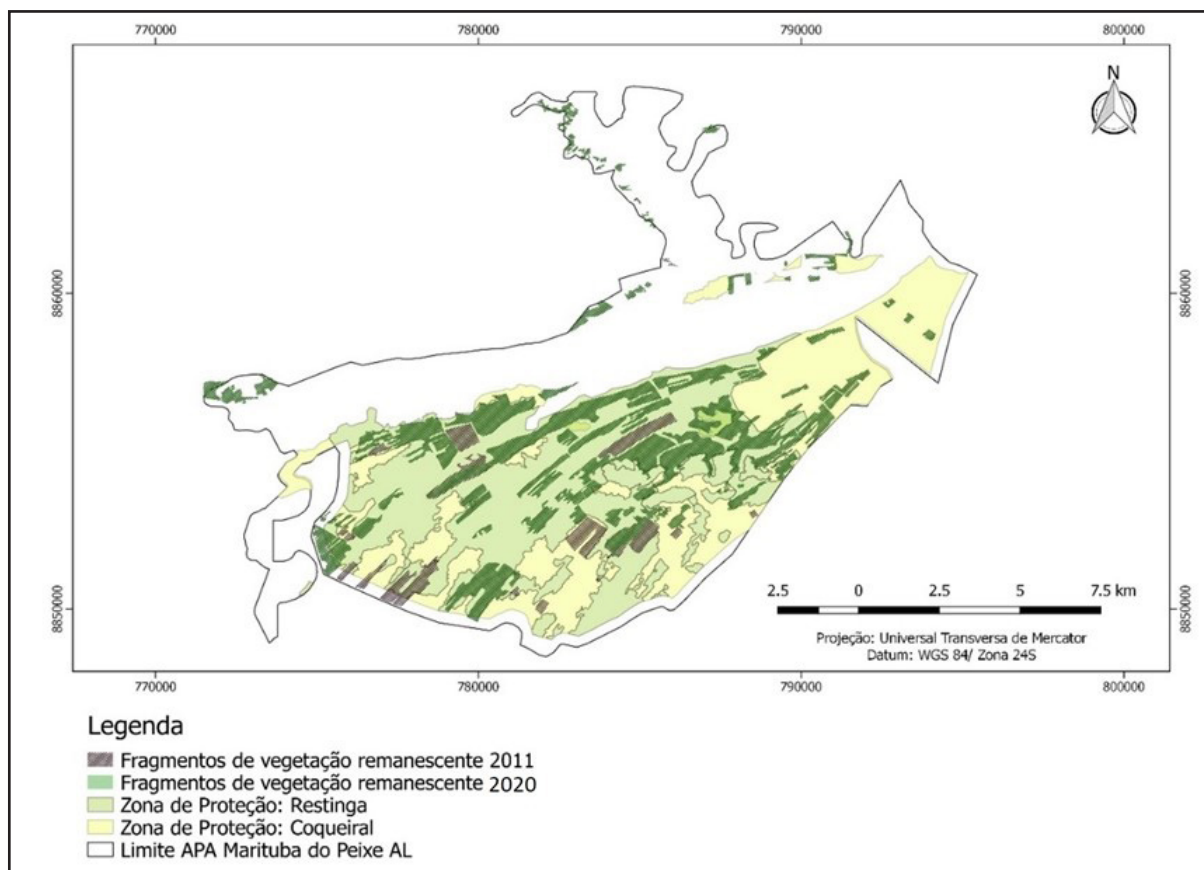 770000 780000 790000 800000
N
8860000 8860000
8850000 8850000
2.5 0 2.5 5 7.5 km
Projeção: Universal Transversa de Mercator
Datum: WGS 84/ Zona 24S
770000 780000 790000 800000
Legenda
Fragmentos de vegetação remanescente 2011
Fragmentos de vegetação remanescente 2020
Zona de Proteção: Restinga
Zona de Proteção: Coqueiral
Limite APA Marituba do Peixe AL